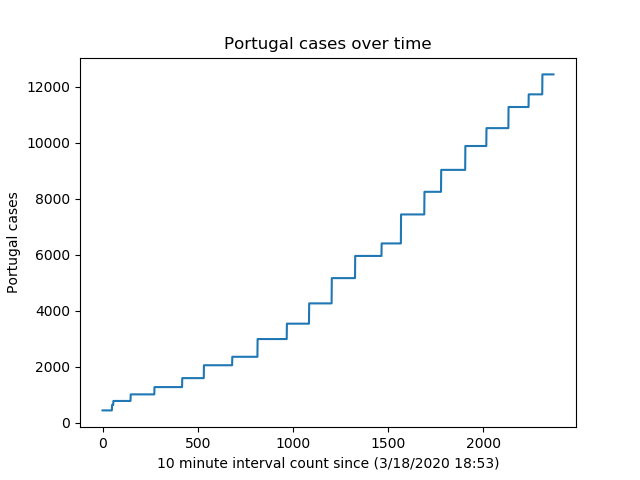 Portugal cases over time
12000
10000
8000
6000
4000
2000
0
Portugal cases
0 500 1000 1500 2000
10 minute interval count since (3/18/2020 18:53)